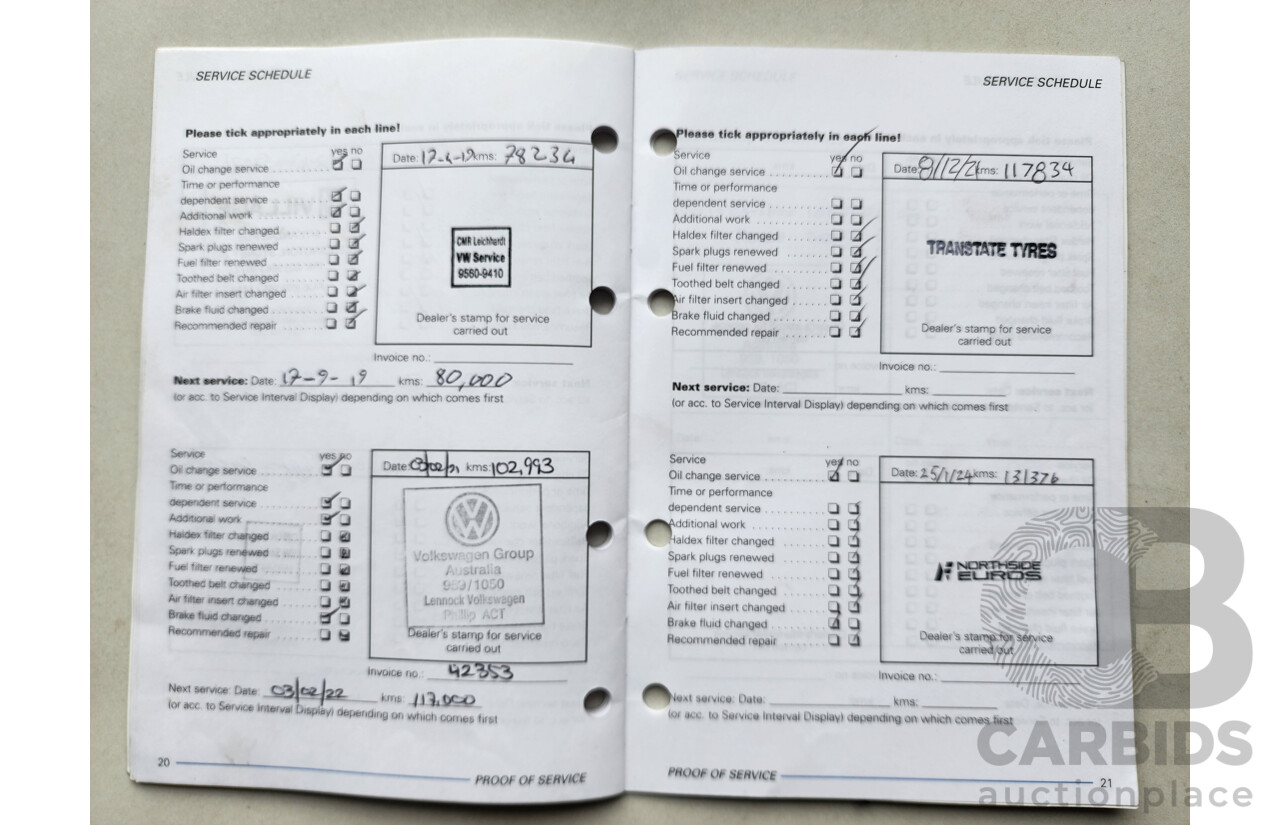 SERVICE SCHEDULE
Please tick appropriately in each line!
Service yes no
Oil change service
Time or performance
dependent service
Additional work
Haldex filter changed
Spark plugs renewed
Fuel filter renewed
Toothed belt changed
Air filter insert changed
Brake fluid changed
Recommended repair
Date: 17-4-19 kms: 78234
CMR Leichhardt
VW Service
9560-9410
Dealer's stamp for service
carried out
Invoice no.:
Next service: Date: 17-9-19 kms: 80,000
(or acc. to Service Interval Display) depending on which comes first
Service yes no
Oil change service
Time or performance
dependent service
Additional work
Haldex filter changed
Spark plugs renewed
Fuel filter renewed
Toothed belt changed
Air filter insert changed
Brake fluid changed
Recommended repair
Date: 03/02/21 kms: 102,993
Volkswagen Group
Australia
/1050
Lennock Volkswagen
Phillip ACT
Dealer's stamp for service
carried out
Invoice no.: 42353
Next service: Date: 03/02/22 kms: 117,000
(or acc. to Service Interval Display) depending on which comes first
20 PROOF OF SERVICE
SERVICE SCHEDULE
Please tick appropriately in each line!
Service yes no
Oil change service
Time or performance
dependent service
Additional work
Haldex filter changed
Spark plugs renewed
Fuel filter renewed
Toothed belt changed
Air filter insert changed
Brake fluid changed
Recommended repair
Date: 8/12/21 kms: 117834
TRANSTATE TYRES
Dealer's stamp for service
carried out
Invoice no.:
Next service: Date: kms:
(or acc. to Service Interval Display) depending on which comes first
Service yes no
Oil change service
Time or performance
dependent service
Additional work
Haldex filter changed
Spark plugs renewed
Fuel filter renewed
Toothed belt changed
Air filter insert changed
Brake fluid changed
Recommended repair
Date: 25/1/24 kms: 131376
NORTHSIDE
EUROS
Dealer's stamp for service
carried out
Invoice no.:
Next service: Date: kms:
(or acc. to Service Interval Display) depending on which comes first
PROOF OF SERVICE 21
CB
CARBIDS
auctionplace